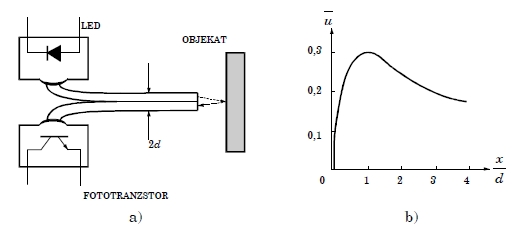 LED
OBJEKAT
2d
FOTOTRANZSTOR
a)
u
0,3
0,2
0,1
0 1 2 3 4
x
d
b)